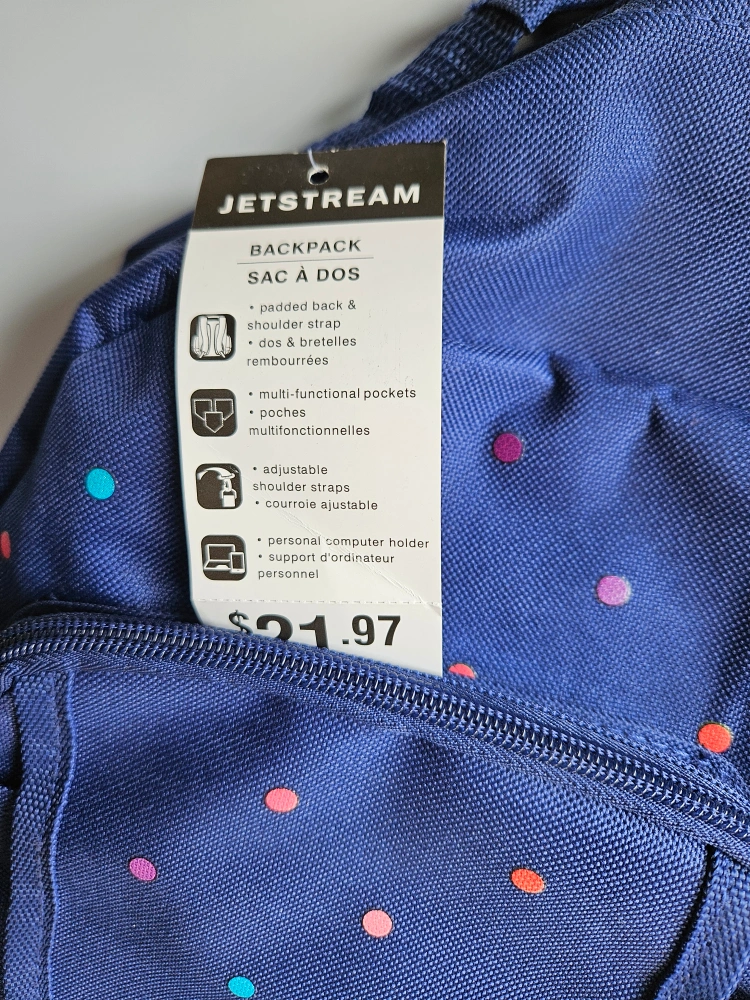 JETSTREAM
BACKPACK
SAC À DOS
• padded back &
shoulder strap
• dos & bretelles
rembourrées
• multi-functional pockets
• poches
multifonctionnelles
• adjustable
shoulder straps
• courroie ajustable
• personal computer holder
• support d'ordinateur
personnel
$21.97